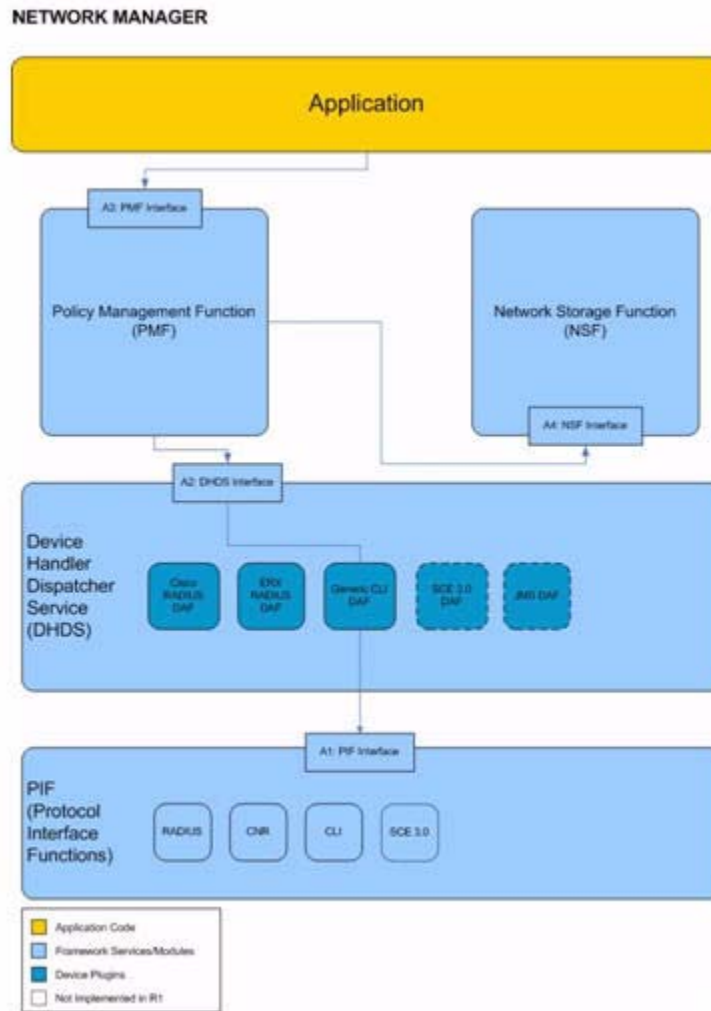 NETWORK MANAGER
Application
A3: PMF Interface
Policy Management Function
(PMF)
Network Storage Function
(NSF)
A4: NSF Interface
A2: DHDS Interface
Device
Handler
Dispatcher
Service
(DHDS)
Cisco
RADIUS
DAF
ERX
RADIUS
DAF
Generic CLI
DAF
SCE 3.0
DAF
JMS DAF
A1: PIF Interface
PIF
(Protocol
Interface
Functions)
RADIUS
CNR
CLI
SCE 3.0
Application Code
Framework Services/Modules
Device Plugins
Not Implemented in R1